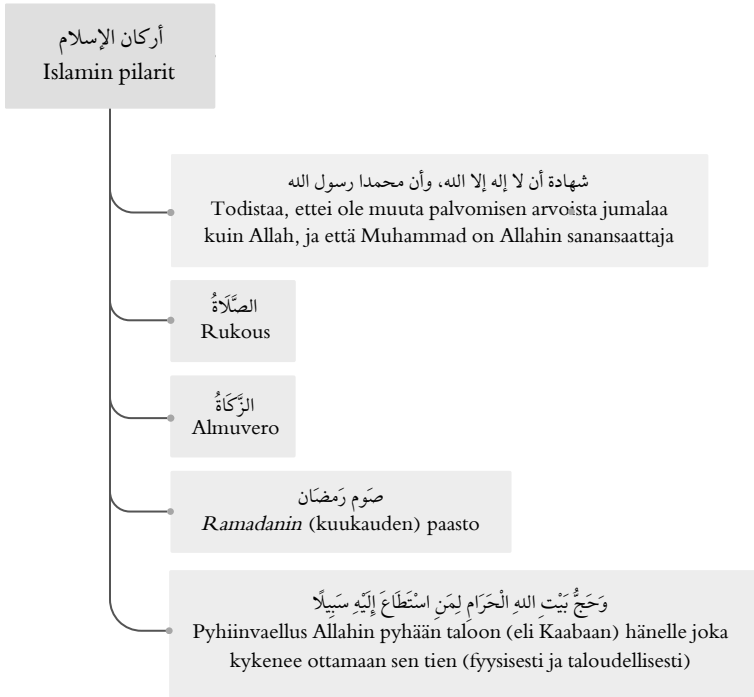 أركان الإسلام
Islamin pilarit
شهادة أن لا إله إلا الله، وأن محمدا رسول الله
Todistaa, ettei ole muuta palvomisen arvoista jumalaa
kuin Allah, ja että Muhammad on Allahin sanansaattaja
الصَّلَاةُ
Rukous
الزَّكَاةُ
Almuvero
صَوم رَمضَان
Ramadanin (kuukauden) paasto
وَحَجُّ بَيْتِ اللهِ الْحَرَامِ لِمَنِ اسْتَطَاعَ إِلَيْهِ سَبِيلًا
Pyhiinvaellus Allahin pyhään taloon (eli Kaabaan) hänelle joka
kykenee ottamaan sen tien (fyysisesti ja taloudellisesti)